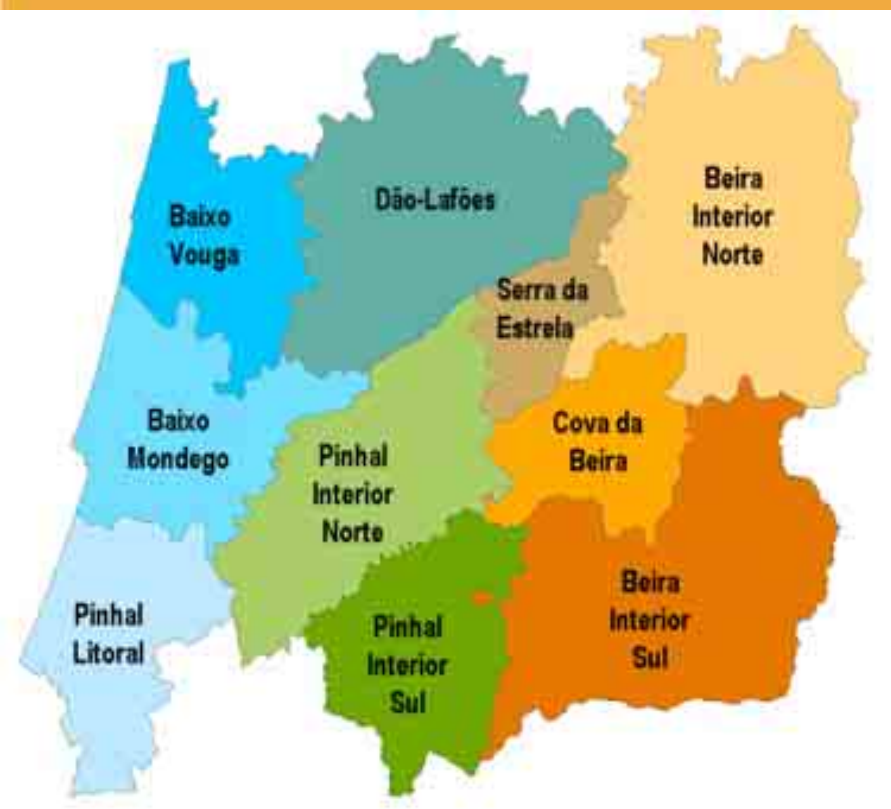 Dão-Lafões
Beira
Interior
Norte
Baixo
Vouga
Serra da
Estrela
Baixo
Mondego
Cova da
Beira
Pinhal
Interior
Norte
Pinhal
Litoral
Pinhal
Interior
Sul
Beira
Interior
Sul